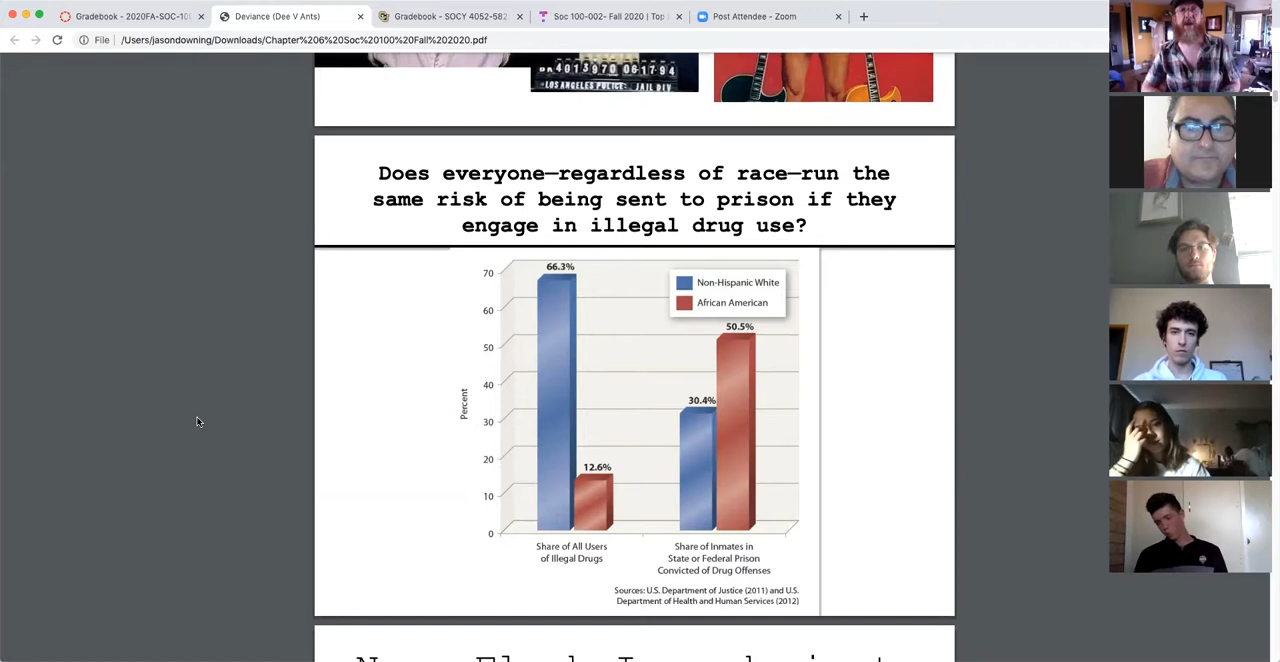 Gradebook - 2020FA-SOC-10
Deviance (Dee V Ants)
Gradebook - SOCY 4052-582
Soc 100-002- Fall 2020 | Top
Post Attendee - Zoom
File | /Users/jasondowning/Downloads/Chapter%206%20Soc%20100%20Fall%202020.pdf
BK4013970 06-17-94
LOS ANGELES POLICE: JAIL DIV
Does everyone—regardless of race—run the
same risk of being sent to prison if they
engage in illegal drug use?
66.3%
70
Non-Hispanic White
African American
60
50.5%
50
30.4%
40
Percent
30
12.6%
20
10
0
Share of All Users
of Illegal Drugs
Share of Inmates in
State or Federal Prison
Convicted of Drug Offenses
Sources: U.S. Department of Justice (2011) and U.S.
Department of Health and Human Services (2012)